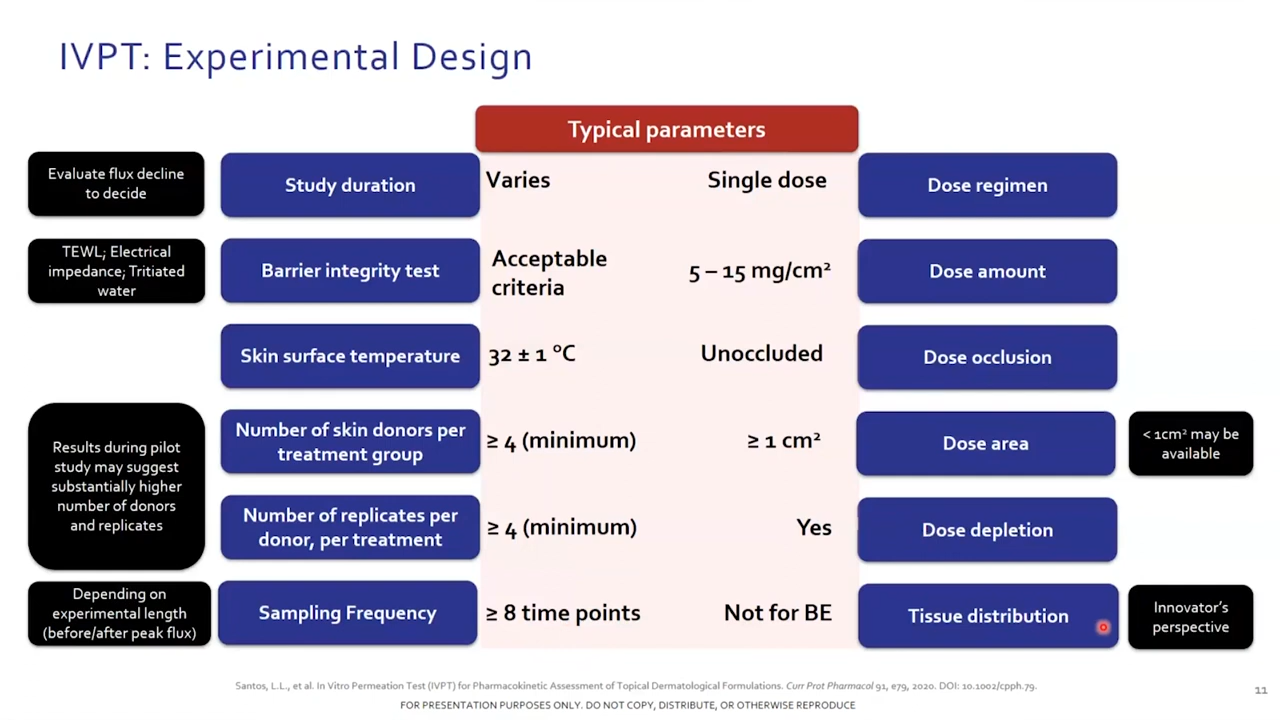 IVPT: Experimental Design
Typical parameters
Evaluate flux decline
to decide
Study duration
Varies
Single dose
Dose regimen
TEWL; Electrical
impedance; Tritiated
water
Barrier integrity test
Acceptable
criteria
5 – 15 mg/cm²
Dose amount
Skin surface temperature
32 ± 1 °C
Unoccluded
Dose occlusion
Results during pilot
study may suggest
substantially higher
number of donors
and replicates
Number of skin donors per
treatment group
≥ 4 (minimum)
≥ 1 cm²
Dose area
< 1cm² may be
available
Number of replicates per
donor, per treatment
≥ 4 (minimum)
Yes
Dose depletion
Depending on
experimental length
(before/after peak flux)
Sampling Frequency
≥ 8 time points
Not for BE
Tissue distribution
Innovator's
perspective
Santos, L.L., et al. In Vitro Permeation Test (IVPT) for Pharmacokinetic Assessment of Topical Dermatological Formulations. Curr Prot Pharmacol 91, e79, 2020. DOI: 10.1002/cpph.79.
FOR PRESENTATION PURPOSES ONLY. DO NOT COPY, DISTRIBUTE, OR OTHERWISE REPRODUCE
11